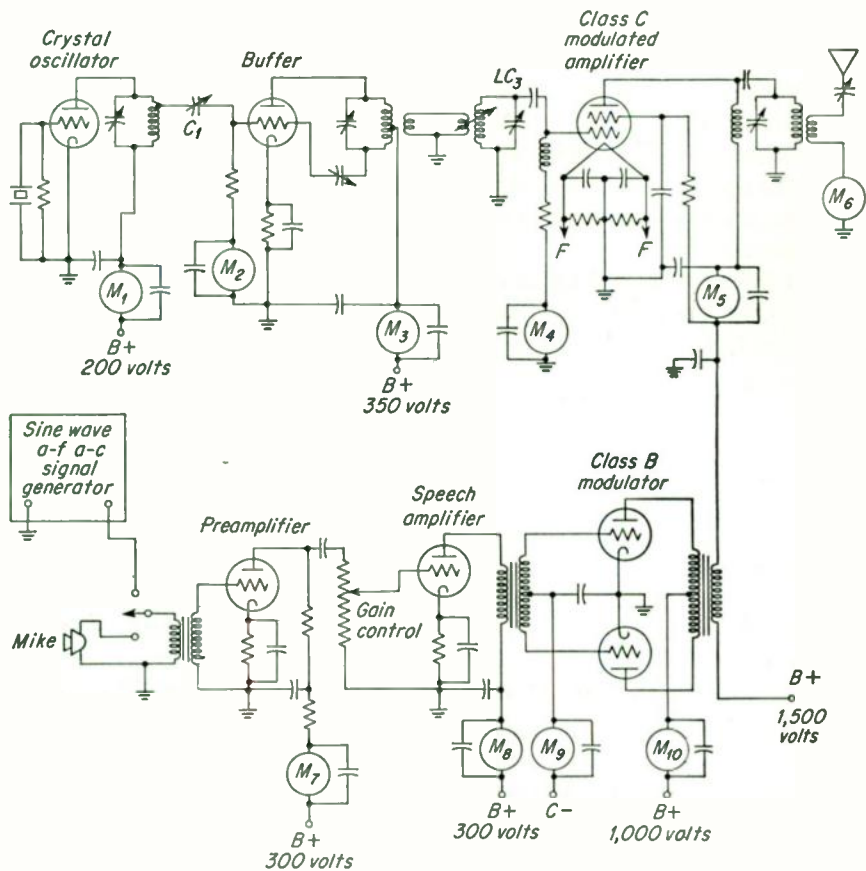 Crystal
oscillator
Buffer
Class C
modulated
amplifier
LC3
C1
M6
M2
F F
M1
M5
M3
M4
B+
200 volts
B+
350 volts
Sine wave
a-f a-c
signal
generator
Class B
modulator
Preamplifier
Speech
amplifier
Gain
control
Mike
B+
1,500
volts
M8
M9
M10
M7
B+
300 volts
C-
B+
1,000 volts
B+
300 volts